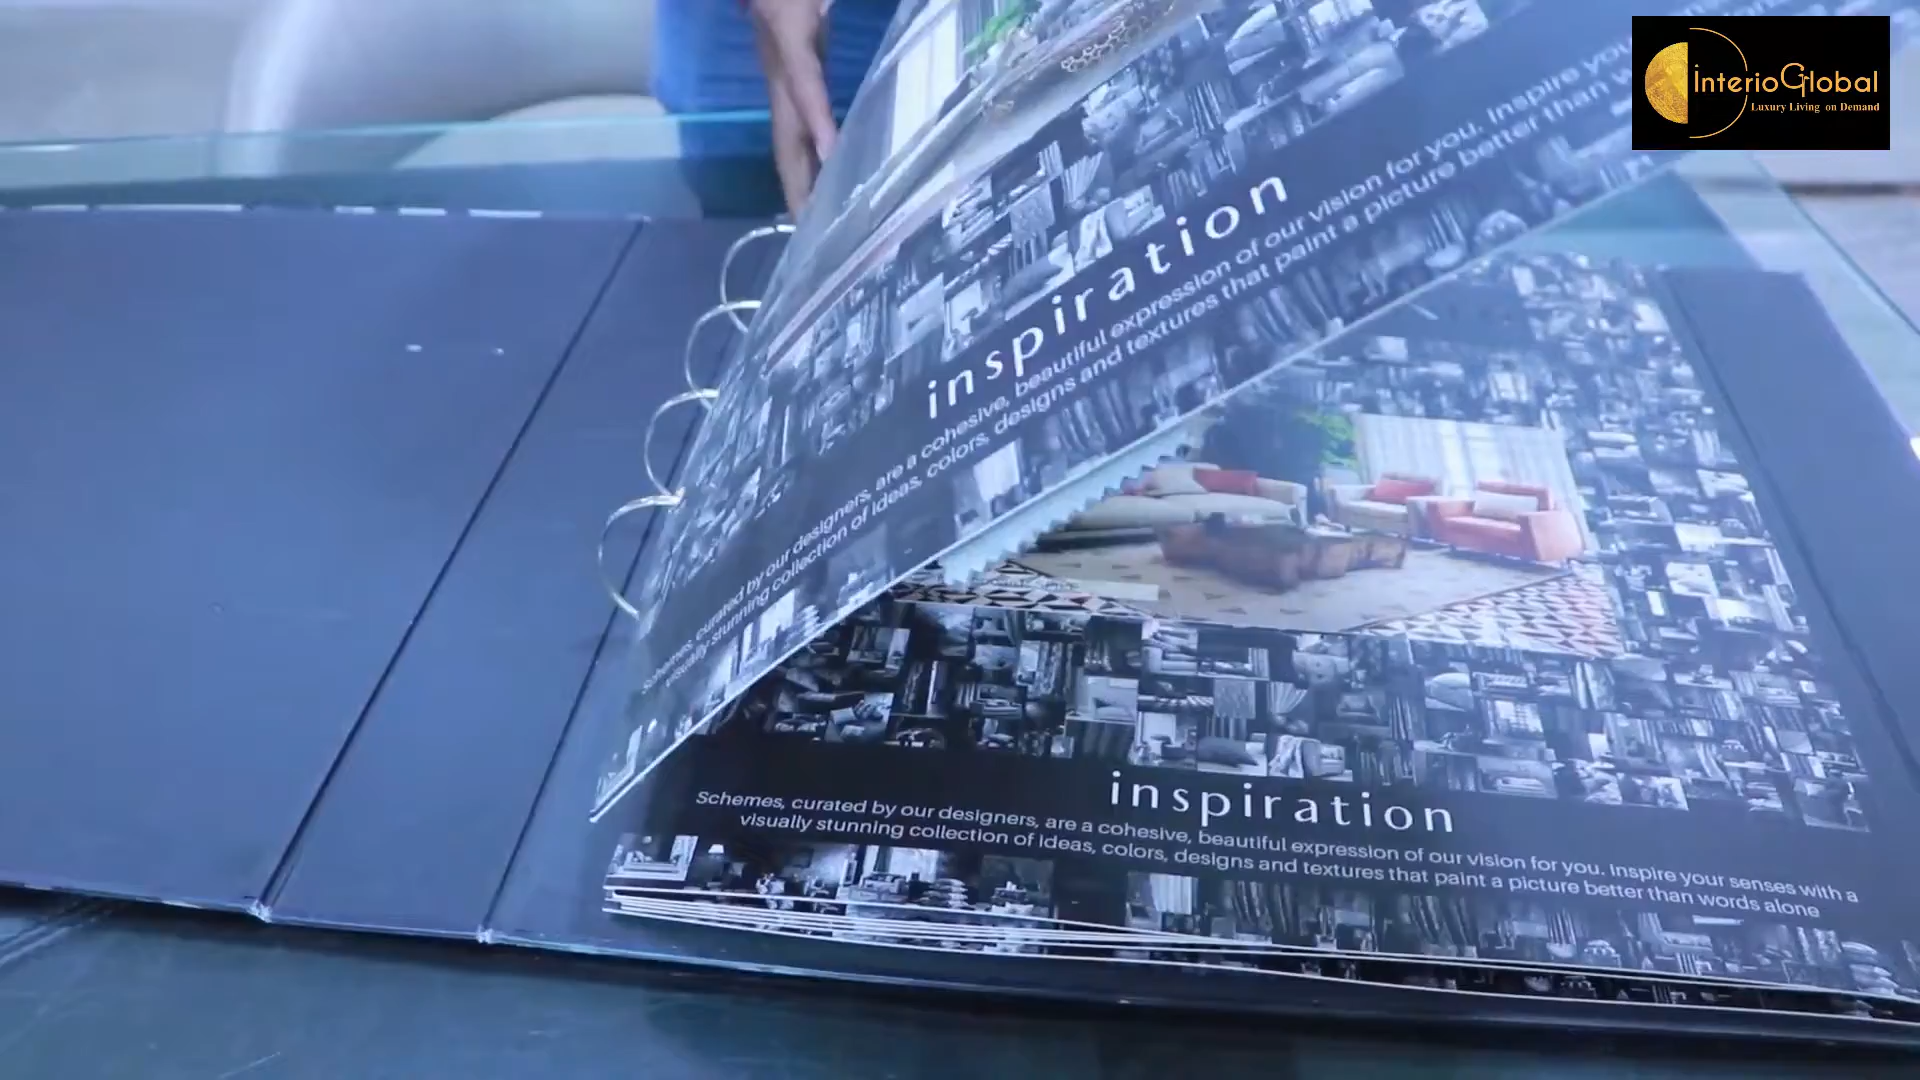 InterioGlobal
Luxury Living on Demand
inspiration
Schemes, curated by our designers, are a cohesive, beautiful expression of our vision for you. Inspire you
visually stunning collection of ideas, colors, designs and textures that paint a picture better than w
inspiration
Schemes, curated by our designers, are a cohesive, beautiful expression of our vision for you. Inspire your senses with a
visually stunning collection of ideas, colors, designs and textures that paint a picture better than words alone